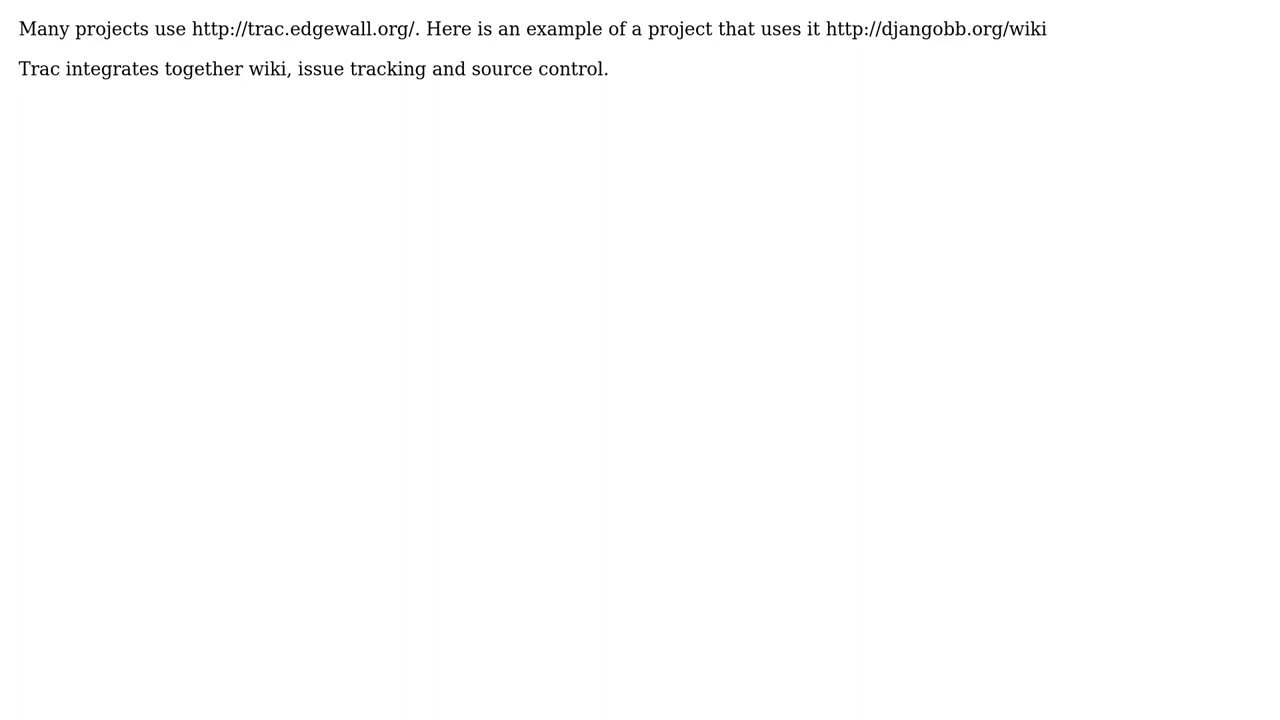 Many projects use http://trac.edgewall.org/. Here is an example of a project that uses it http://djangobb.org/wiki
Trac integrates together wiki, issue tracking and source control.